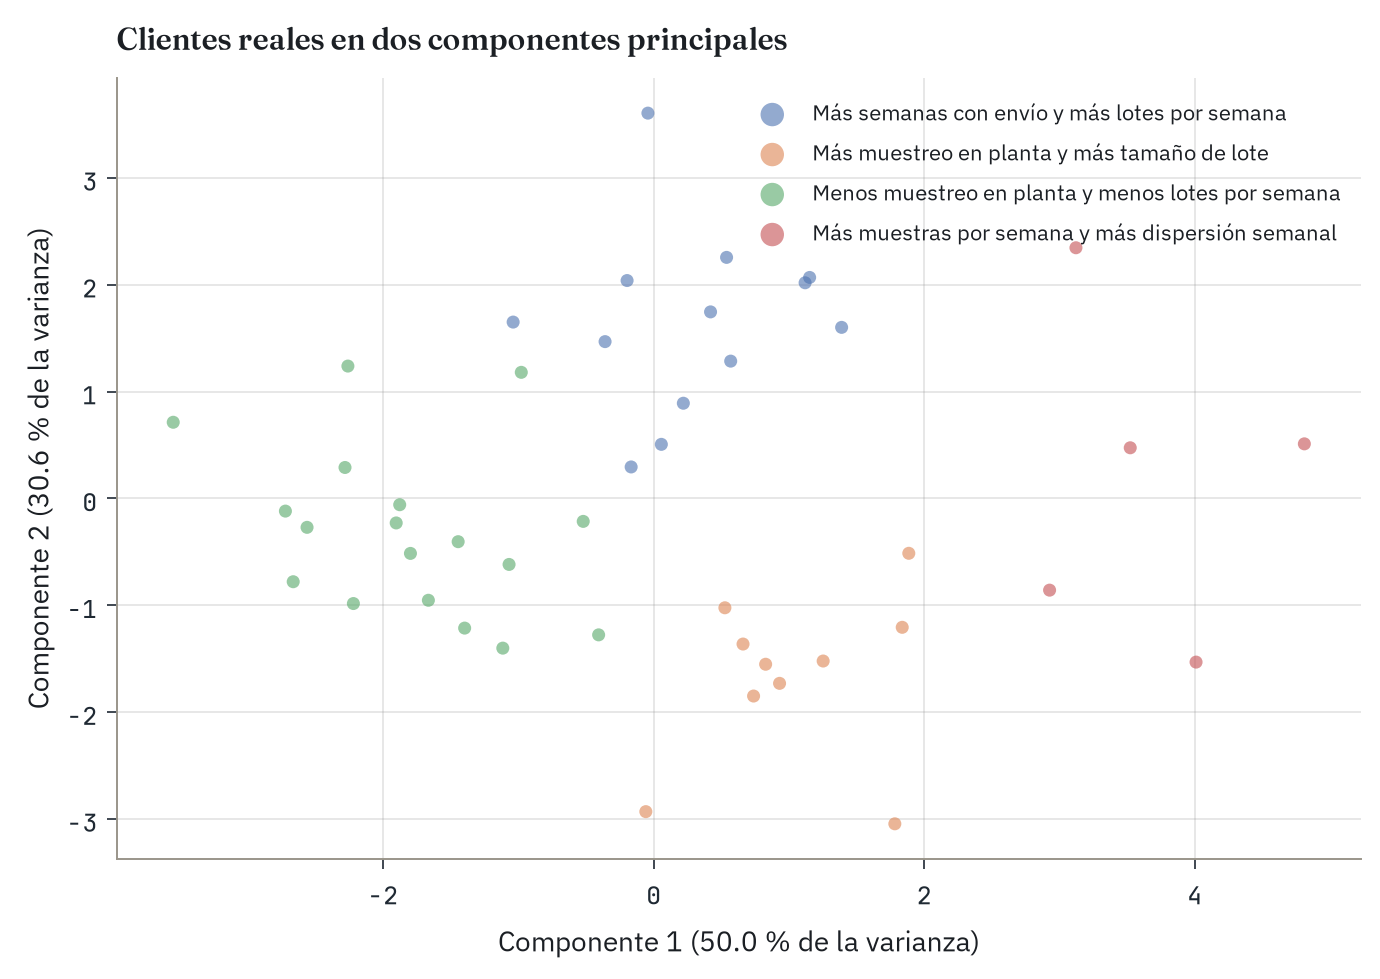 Clientes reales en dos componentes principales
Más semanas con envío y más lotes por semana
Más muestreo en planta y más tamaño de lote
Menos muestreo en planta y menos lotes por semana
Más muestras por semana y más dispersión semanal
Componente 2 (30.6 % de la varianza)
3
2
1
0
-1
-2
-3
-2
0
2
4
Componente 1 (50.0 % de la varianza)